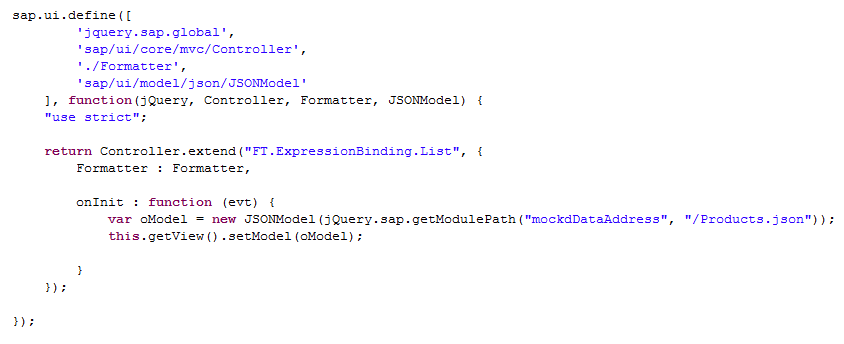 sap.ui.define([
        'jquery.sap.global',
        'sap/ui/core/mvc/Controller',
        './Formatter',
        'sap/ui/model/json/JSONModel'
    ], function(jQuery, Controller, Formatter, JSONModel) {
    "use strict";

    return Controller.extend("FT.ExpressionBinding.List", {
        Formatter : Formatter,

        onInit : function (evt) {
            var oModel = new JSONModel(jQuery.sap.getModulePath("mockdDataAddress", "/Products.json"));
            this.getView().setModel(oModel);

        }
    });

});